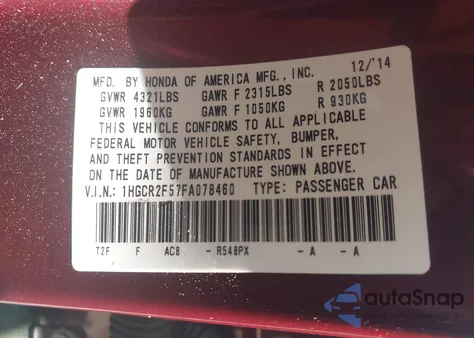 MFD. BY HONDA OF AMERICA MFG., INC. 12/'14
GVWR 4321LBS GAWR F 2315LBS R 2050LBS
GVWR 1960KG GAWR F 1050KG R 930KG
THIS VEHICLE CONFORMS TO ALL APPLICABLE
FEDERAL MOTOR VEHICLE SAFETY, BUMPER,
AND THEFT PREVENTION STANDARDS IN EFFECT
ON THE DATE OF MANUFACTURE SHOWN ABOVE.
V.I.N.: 1HGCR2F57FA078460 TYPE: PASSENGER CAR
T2F F AC8 - R548PX - A - A
autoSnap